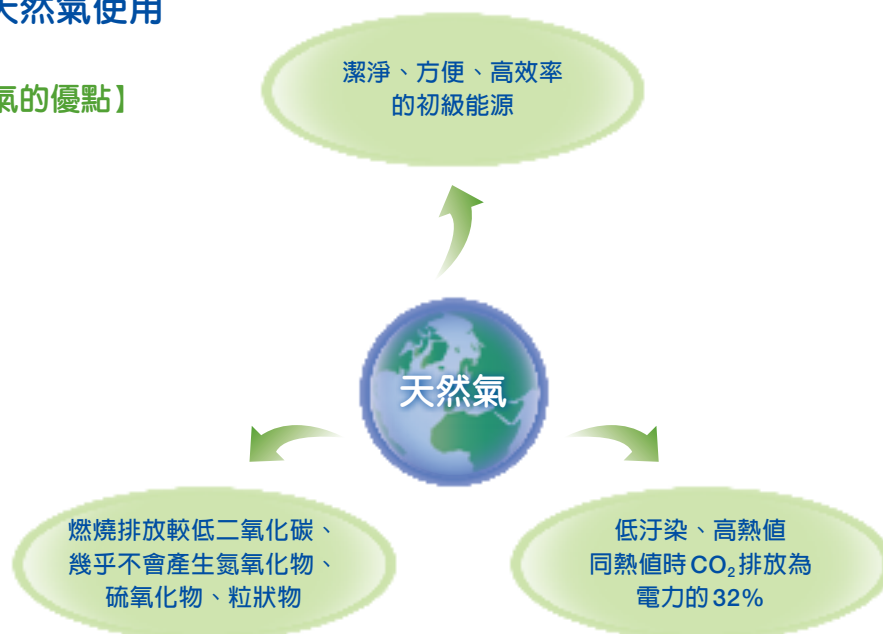 天然氣使用
氣的優點】
潔淨、方便、高效率
的初級能源
天然氣
燃燒排放較低二氧化碳、
幾乎不會產生氮氧化物、
硫氧化物、粒狀物
低汙染、高熱值
同熱值時CO₂排放為
電力的32%